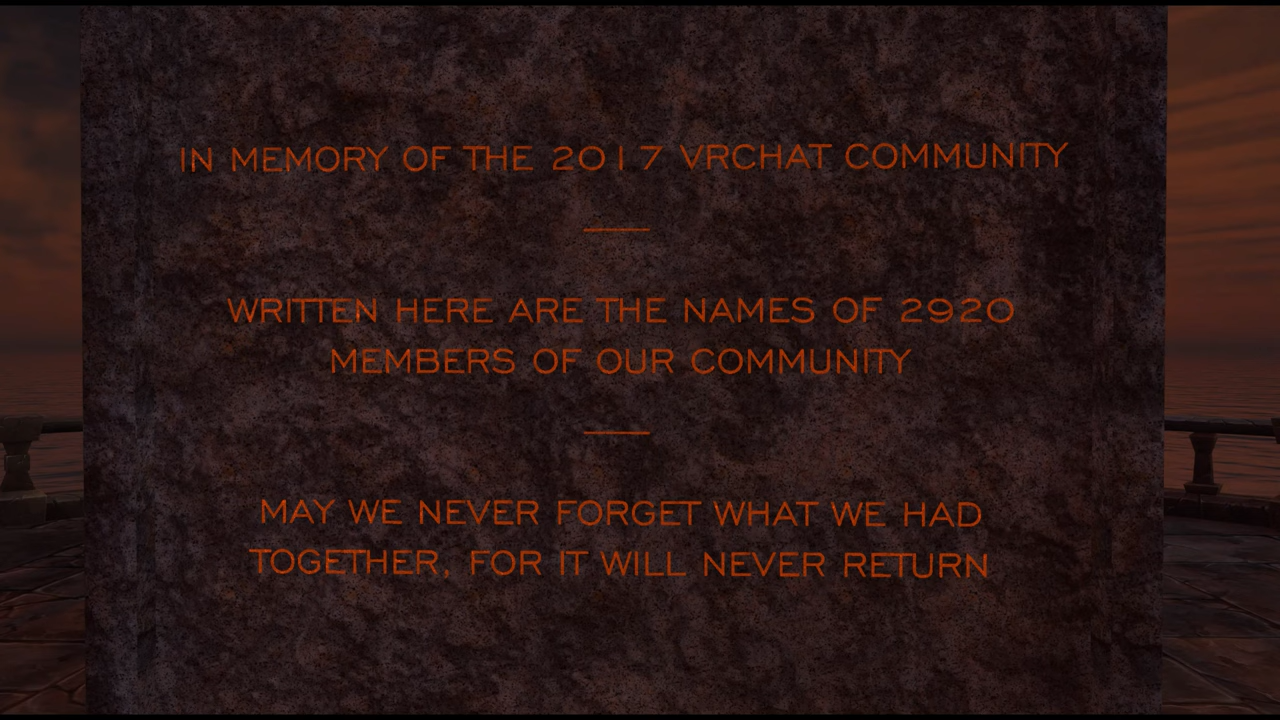 IN MEMORY OF THE 2017 VRCHAT COMMUNITY
WRITTEN HERE ARE THE NAMES OF 2920
MEMBERS OF OUR COMMUNITY
MAY WE NEVER FORGET WHAT WE HAD
TOGETHER, FOR IT WILL NEVER RETURN